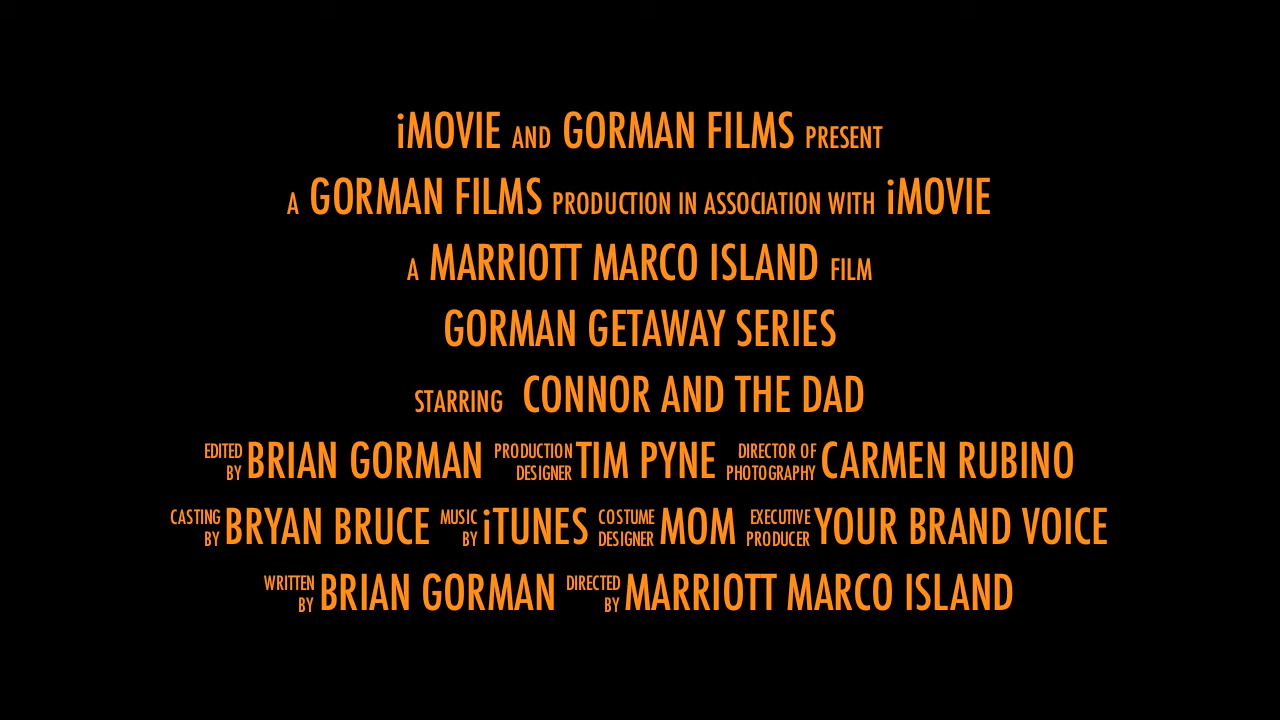 iMOVIE AND GORMAN FILMS PRESENT
A GORMAN FILMS PRODUCTION IN ASSOCIATION WITH iMOVIE
A MARRIOTT MARCO ISLAND FILM
GORMAN GETAWAY SERIES
STARRING CONNOR AND THE DAD
EDITED BY BRIAN GORMAN PRODUCTION DESIGNER TIM PYNE DIRECTOR OF PHOTOGRAPHY CARMEN RUBINO
CASTING BY BRYAN BRUCE MUSIC BY iTUNES COSTUME DESIGNER MOM EXECUTIVE PRODUCER YOUR BRAND VOICE
WRITTEN BY BRIAN GORMAN DIRECTED BY MARRIOTT MARCO ISLAND